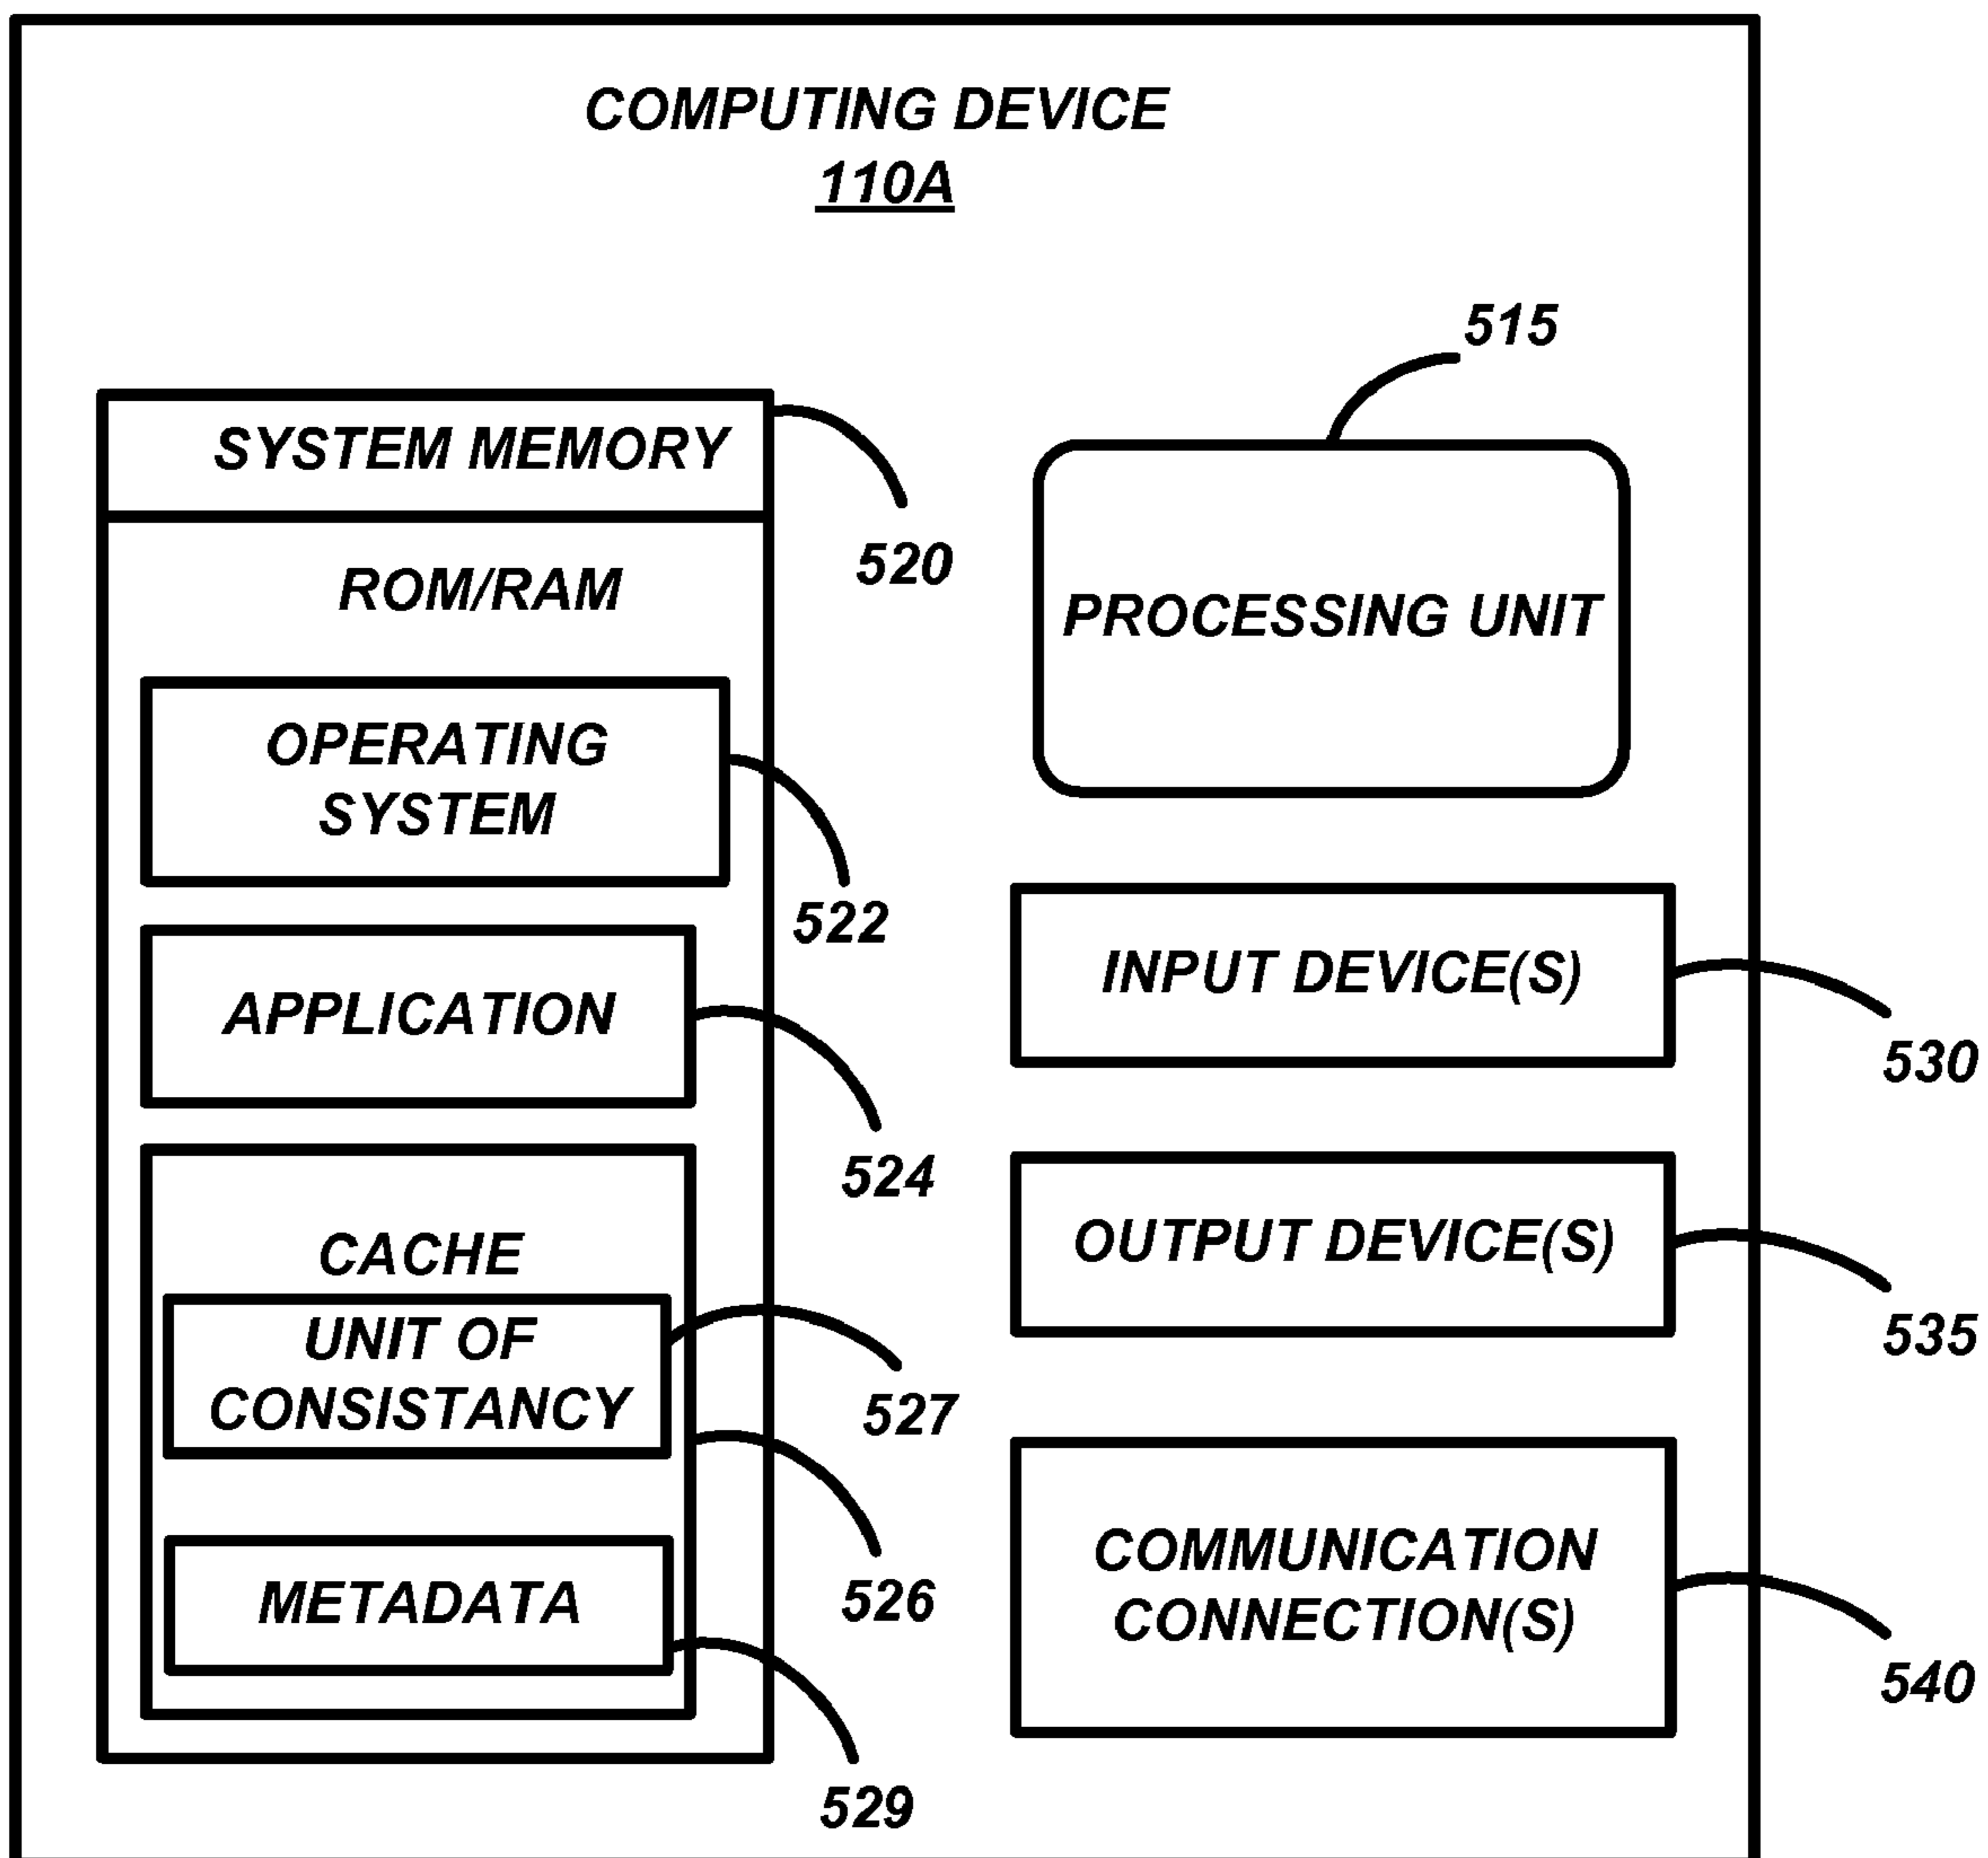 COMPUTING DEVICE
110A
515
SYSTEM MEMORY
520
ROM/RAM
PROCESSING UNIT
OPERATING
SYSTEM
522
INPUT DEVICE(S)
530
APPLICATION
524
OUTPUT DEVICE(S)
535
CACHE
UNIT OF
CONSISTANCY
527
526
COMMUNICATION
CONNECTION(S)
540
METADATA
529